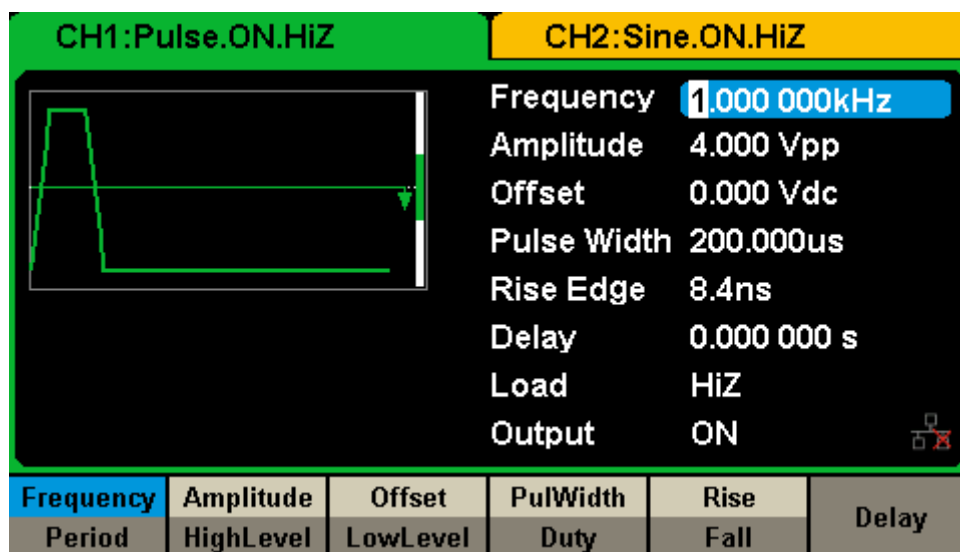 CH1:Pulse.ON.HiZ
CH2:Sine.ON.HiZ
Frequency 1.000 000kHz
Amplitude 4.000 Vpp
Offset 0.000 Vdc
Pulse Width 200.000us
Rise Edge 8.4ns
Delay 0.000 000 s
Load HiZ
Output ON
Frequency Amplitude Offset PulWidth Rise Delay
Period HighLevel LowLevel Duty Fall